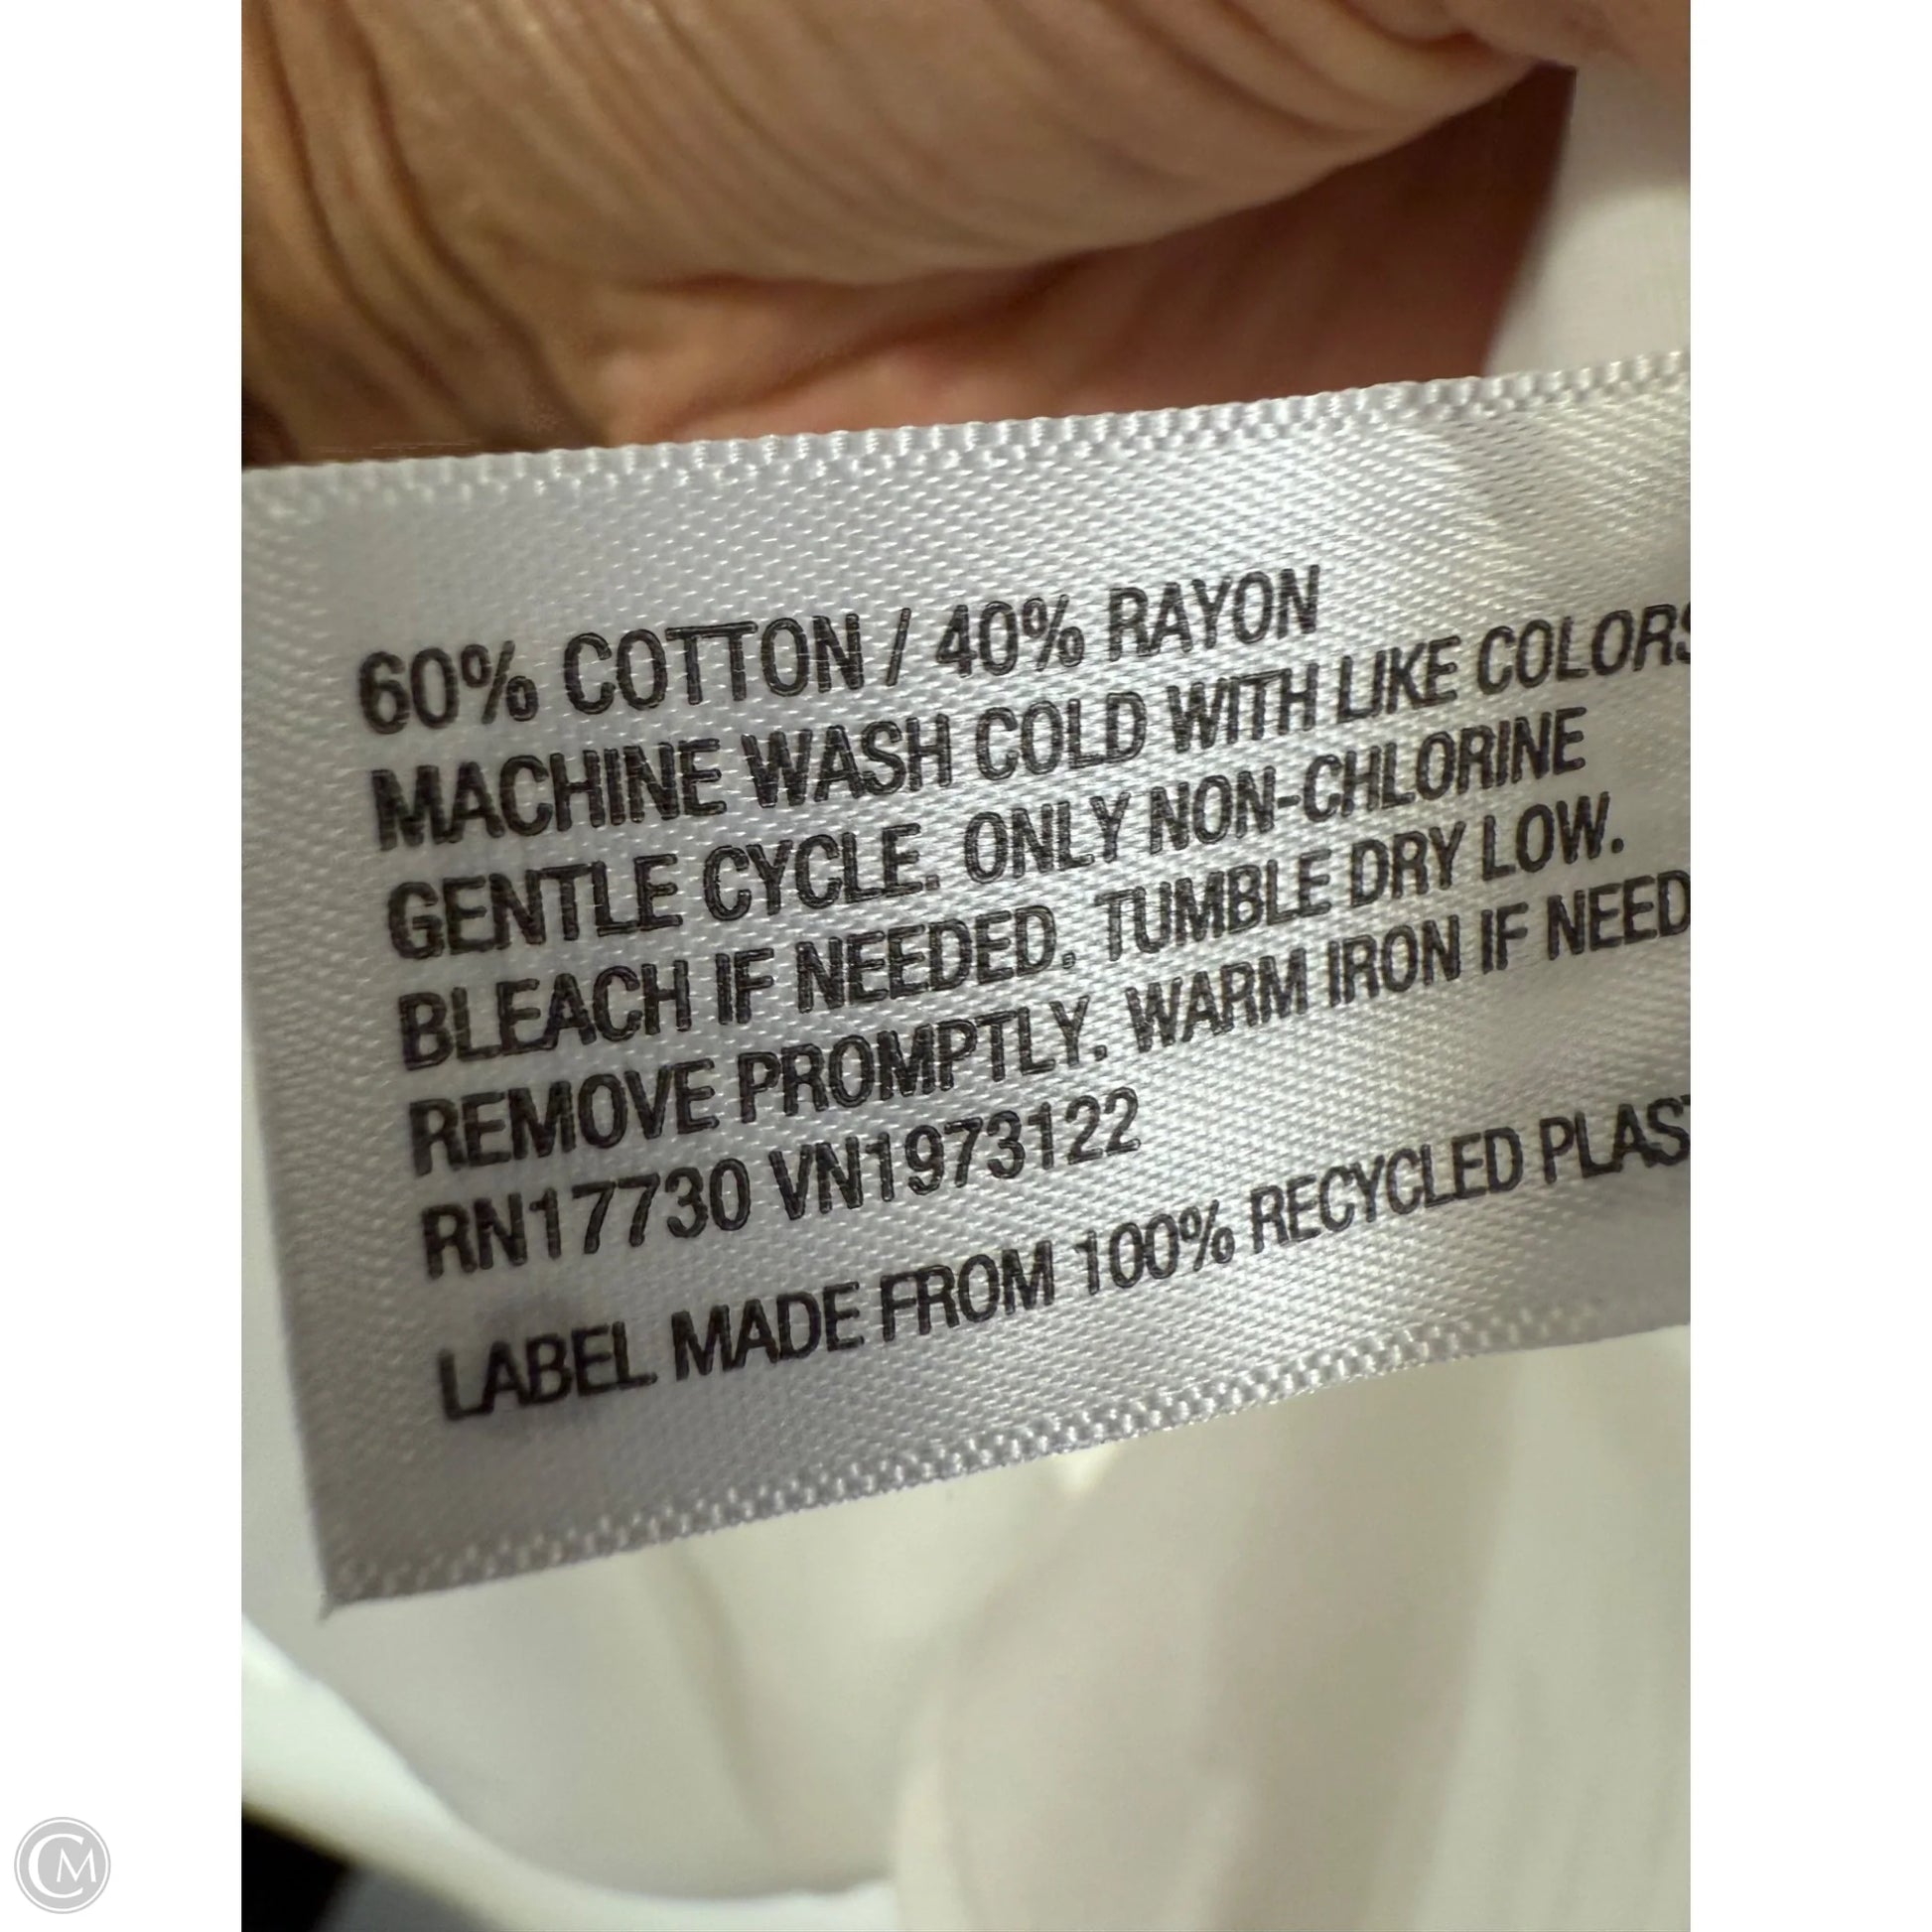 60% COTTON / 40% RAYON
MACHINE WASH COLD WITH LIKE COLORS
GENTLE CYCLE. ONLY NON-CHLORINE
BLEACH IF NEEDED. TUMBLE DRY LOW.
REMOVE PROMPTLY. WARM IRON IF NEED
RN17730 VN1973122
LABEL MADE FROM 100% RECYCLED PLAST
CM